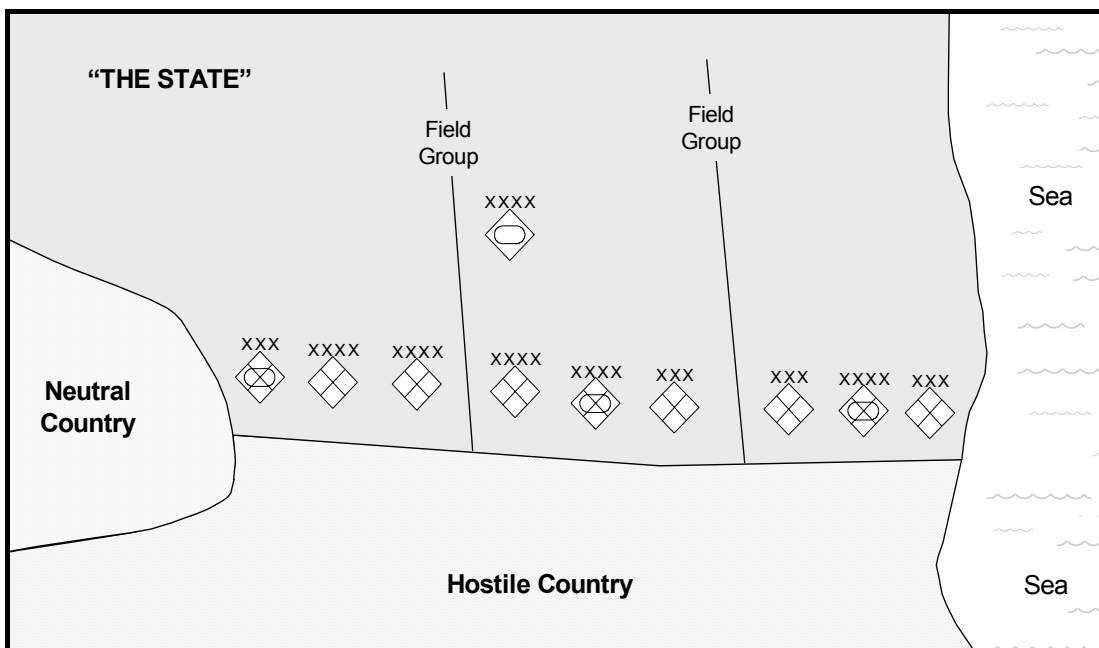 “THE STATE”
Field
Group
Field
Group
Sea
XXXX
XXX
XXXX
XXXX
XXXX
XXXX
XXX
XXX
XXXX
XXX
Neutral
Country
Hostile Country
Sea